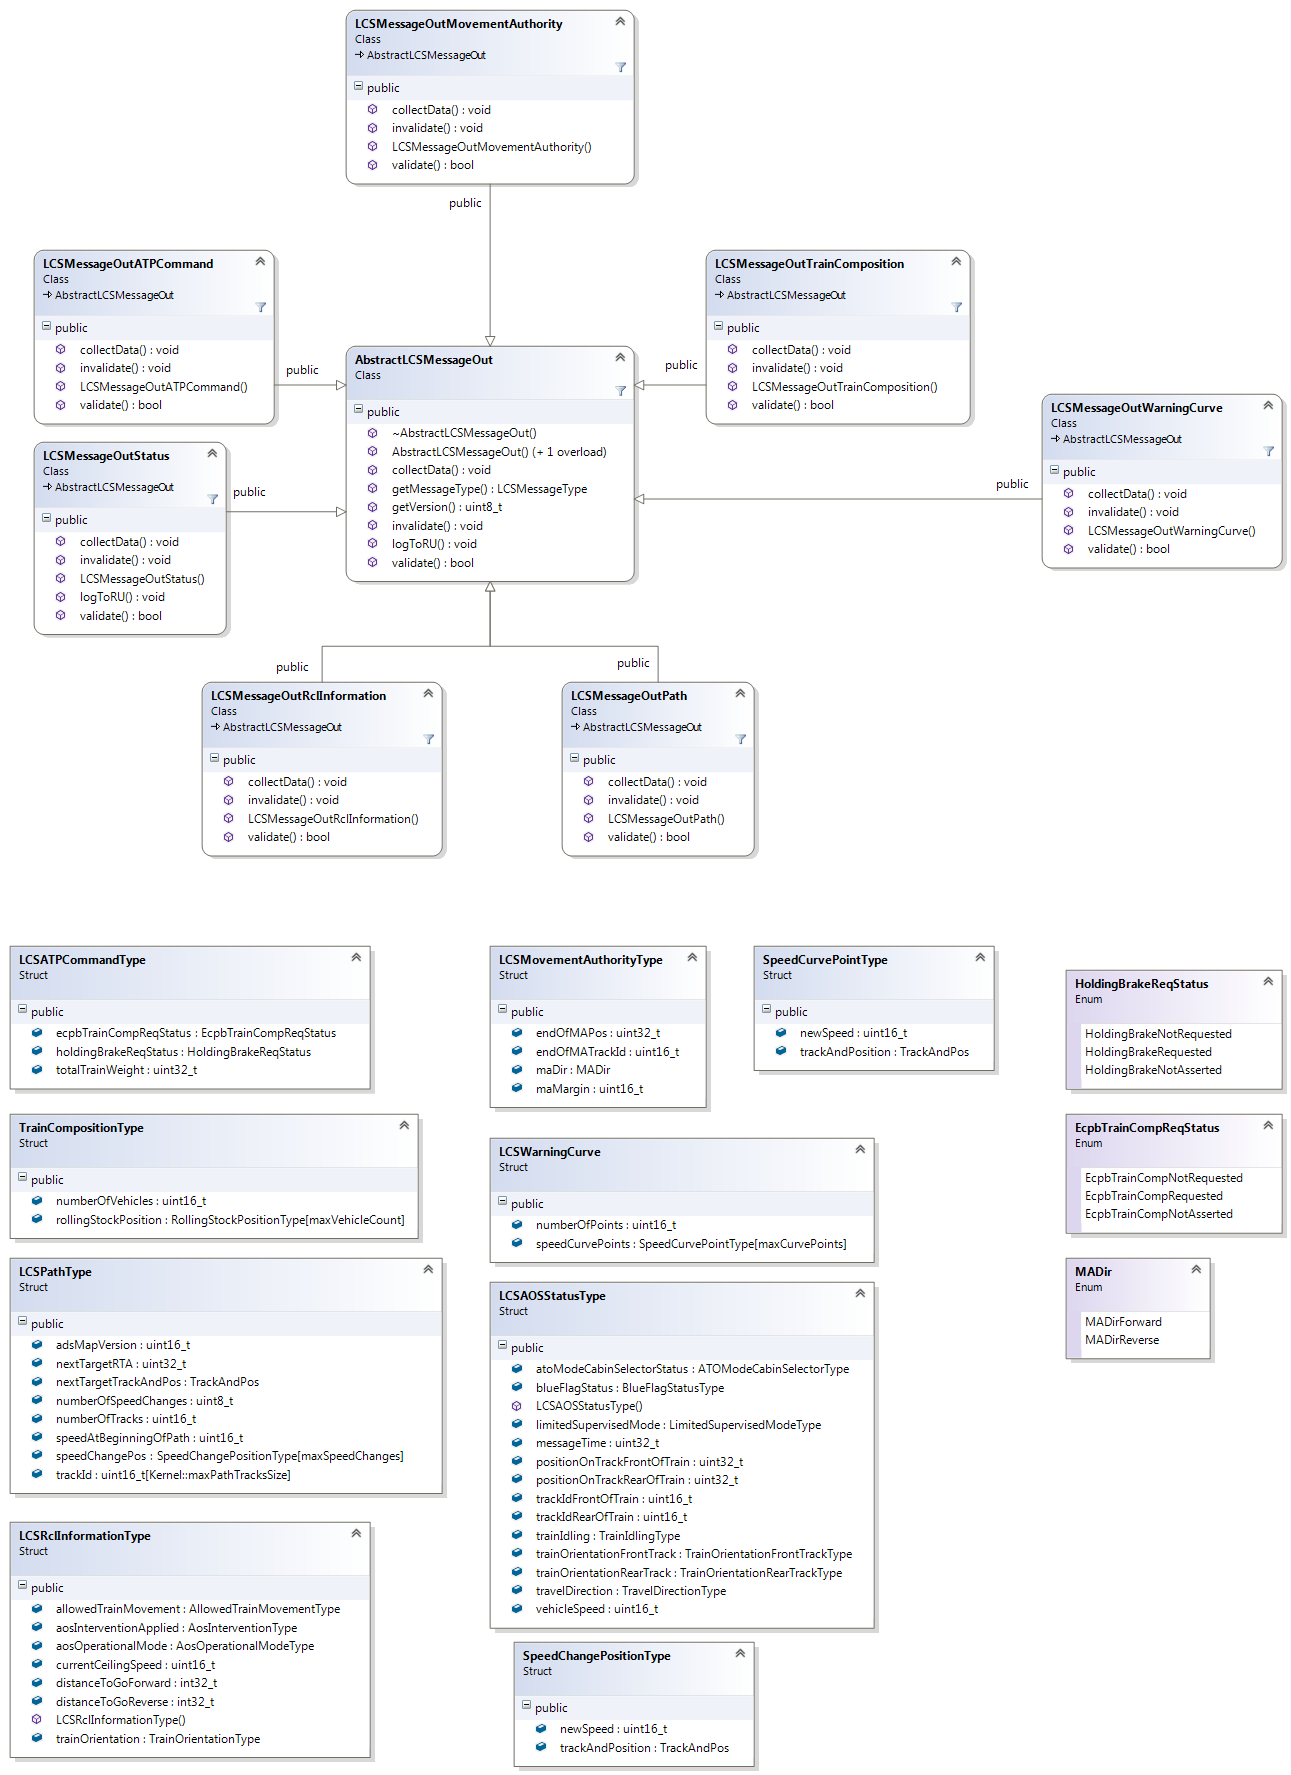 LCSMessageOutMovementAuthority
Class
AbstractLCSMessageOut
public
collectData() : void
invalidate() : void
LCSMessageOutMovementAuthority()
validate() : bool
public
LCSMessageOutATPCommand
Class
AbstractLCSMessageOut
public
collectData() : void
invalidate() : void
LCSMessageOutATPCommand()
validate() : bool
public
LCSMessageOutTrainComposition
Class
AbstractLCSMessageOut
public
collectData() : void
invalidate() : void
LCSMessageOutTrainComposition()
validate() : bool
public
AbstractLCSMessageOut
Class
public
~AbstractLCSMessageOut()
AbstractLCSMessageOut() (+ 1 overload)
collectData() : void
getMessageType() : LCSMessageType
getVersion() : uint8_t
invalidate() : void
logToRU() : void
validate() : bool
LCSMessageOutWarningCurve
Class
AbstractLCSMessageOut
public
collectData() : void
invalidate() : void
LCSMessageOutWarningCurve()
validate() : bool
public
LCSMessageOutStatus
Class
AbstractLCSMessageOut
public
collectData() : void
invalidate() : void
LCSMessageOutStatus()
logToRU() : void
validate() : bool
public
public
public
LCSMessageOutRclInformation
Class
AbstractLCSMessageOut
public
collectData() : void
invalidate() : void
LCSMessageOutRclInformation()
validate() : bool
LCSMessageOutPath
Class
AbstractLCSMessageOut
public
collectData() : void
invalidate() : void
LCSMessageOutPath()
validate() : bool
LCSATPCommandType
Struct
public
ecpbTrainCompReqStatus : EcpbTrainCompReqStatus
holdingBrakeReqStatus : HoldingBrakeReqStatus
totalTrainWeight : uint32_t
LCSMovementAuthorityType
Struct
public
endOfMAPos : uint32_t
endOfMATrackId : uint16_t
maDir : MADir
maMargin : uint16_t
SpeedCurvePointType
Struct
public
newSpeed : uint16_t
trackAndPosition : TrackAndPos
HoldingBrakeReqStatus
Enum
HoldingBrakeNotRequested
HoldingBrakeRequested
HoldingBrakeNotAsserted
TrainCompositionType
Struct
public
numberOfVehicles : uint16_t
rollingStockPosition : RollingStockPositionType[maxVehicleCount]
LCSWarningCurve
Struct
public
numberOfPoints : uint16_t
speedCurvePoints : SpeedCurvePointType[maxCurvePoints]
EcpbTrainCompReqStatus
Enum
EcpbTrainCompNotRequested
EcpbTrainCompRequested
EcpbTrainCompNotAsserted
LCSPathType
Struct
public
adsMapVersion : uint16_t
nextTargetRTA : uint32_t
nextTargetTrackAndPos : TrackAndPos
numberOfSpeedChanges : uint8_t
numberOfTracks : uint16_t
speedAtBeginningOfPath : uint16_t
speedChangePos : SpeedChangePositionType[maxSpeedChanges]
trackId : uint16_t[Kernel::maxPathTracksSize]
LCSAOSStatusType
Struct
public
atoModeCabinSelectorStatus : ATOModeCabinSelectorType
blueFlagStatus : BlueFlagStatusType
LCSAOSStatusType()
limitedSupervisedMode : LimitedSupervisedModeType
messageTime : uint32_t
positionOnTrackFrontOfTrain : uint32_t
positionOnTrackRearOfTrain : uint32_t
trackIdFrontOfTrain : uint16_t
trackIdRearOfTrain : uint16_t
trainIdling : TrainIdlingType
trainOrientationFrontTrack : TrainOrientationFrontTrackType
trainOrientationRearTrack : TrainOrientationRearTrackType
travelDirection : TravelDirectionType
vehicleSpeed : uint16_t
MADir
Enum
MADirForward
MADirReverse
LCSRclInformationType
Struct
public
allowedTrainMovement : AllowedTrainMovementType
aosInterventionApplied : AosInterventionType
aosOperationalMode : AosOperationalModeType
currentCeilingSpeed : uint16_t
distanceToGoForward : int32_t
distanceToGoReverse : int32_t
LCSRclInformationType()
trainOrientation : TrainOrientationType
SpeedChangePositionType
Struct
public
newSpeed : uint16_t
trackAndPosition : TrackAndPos